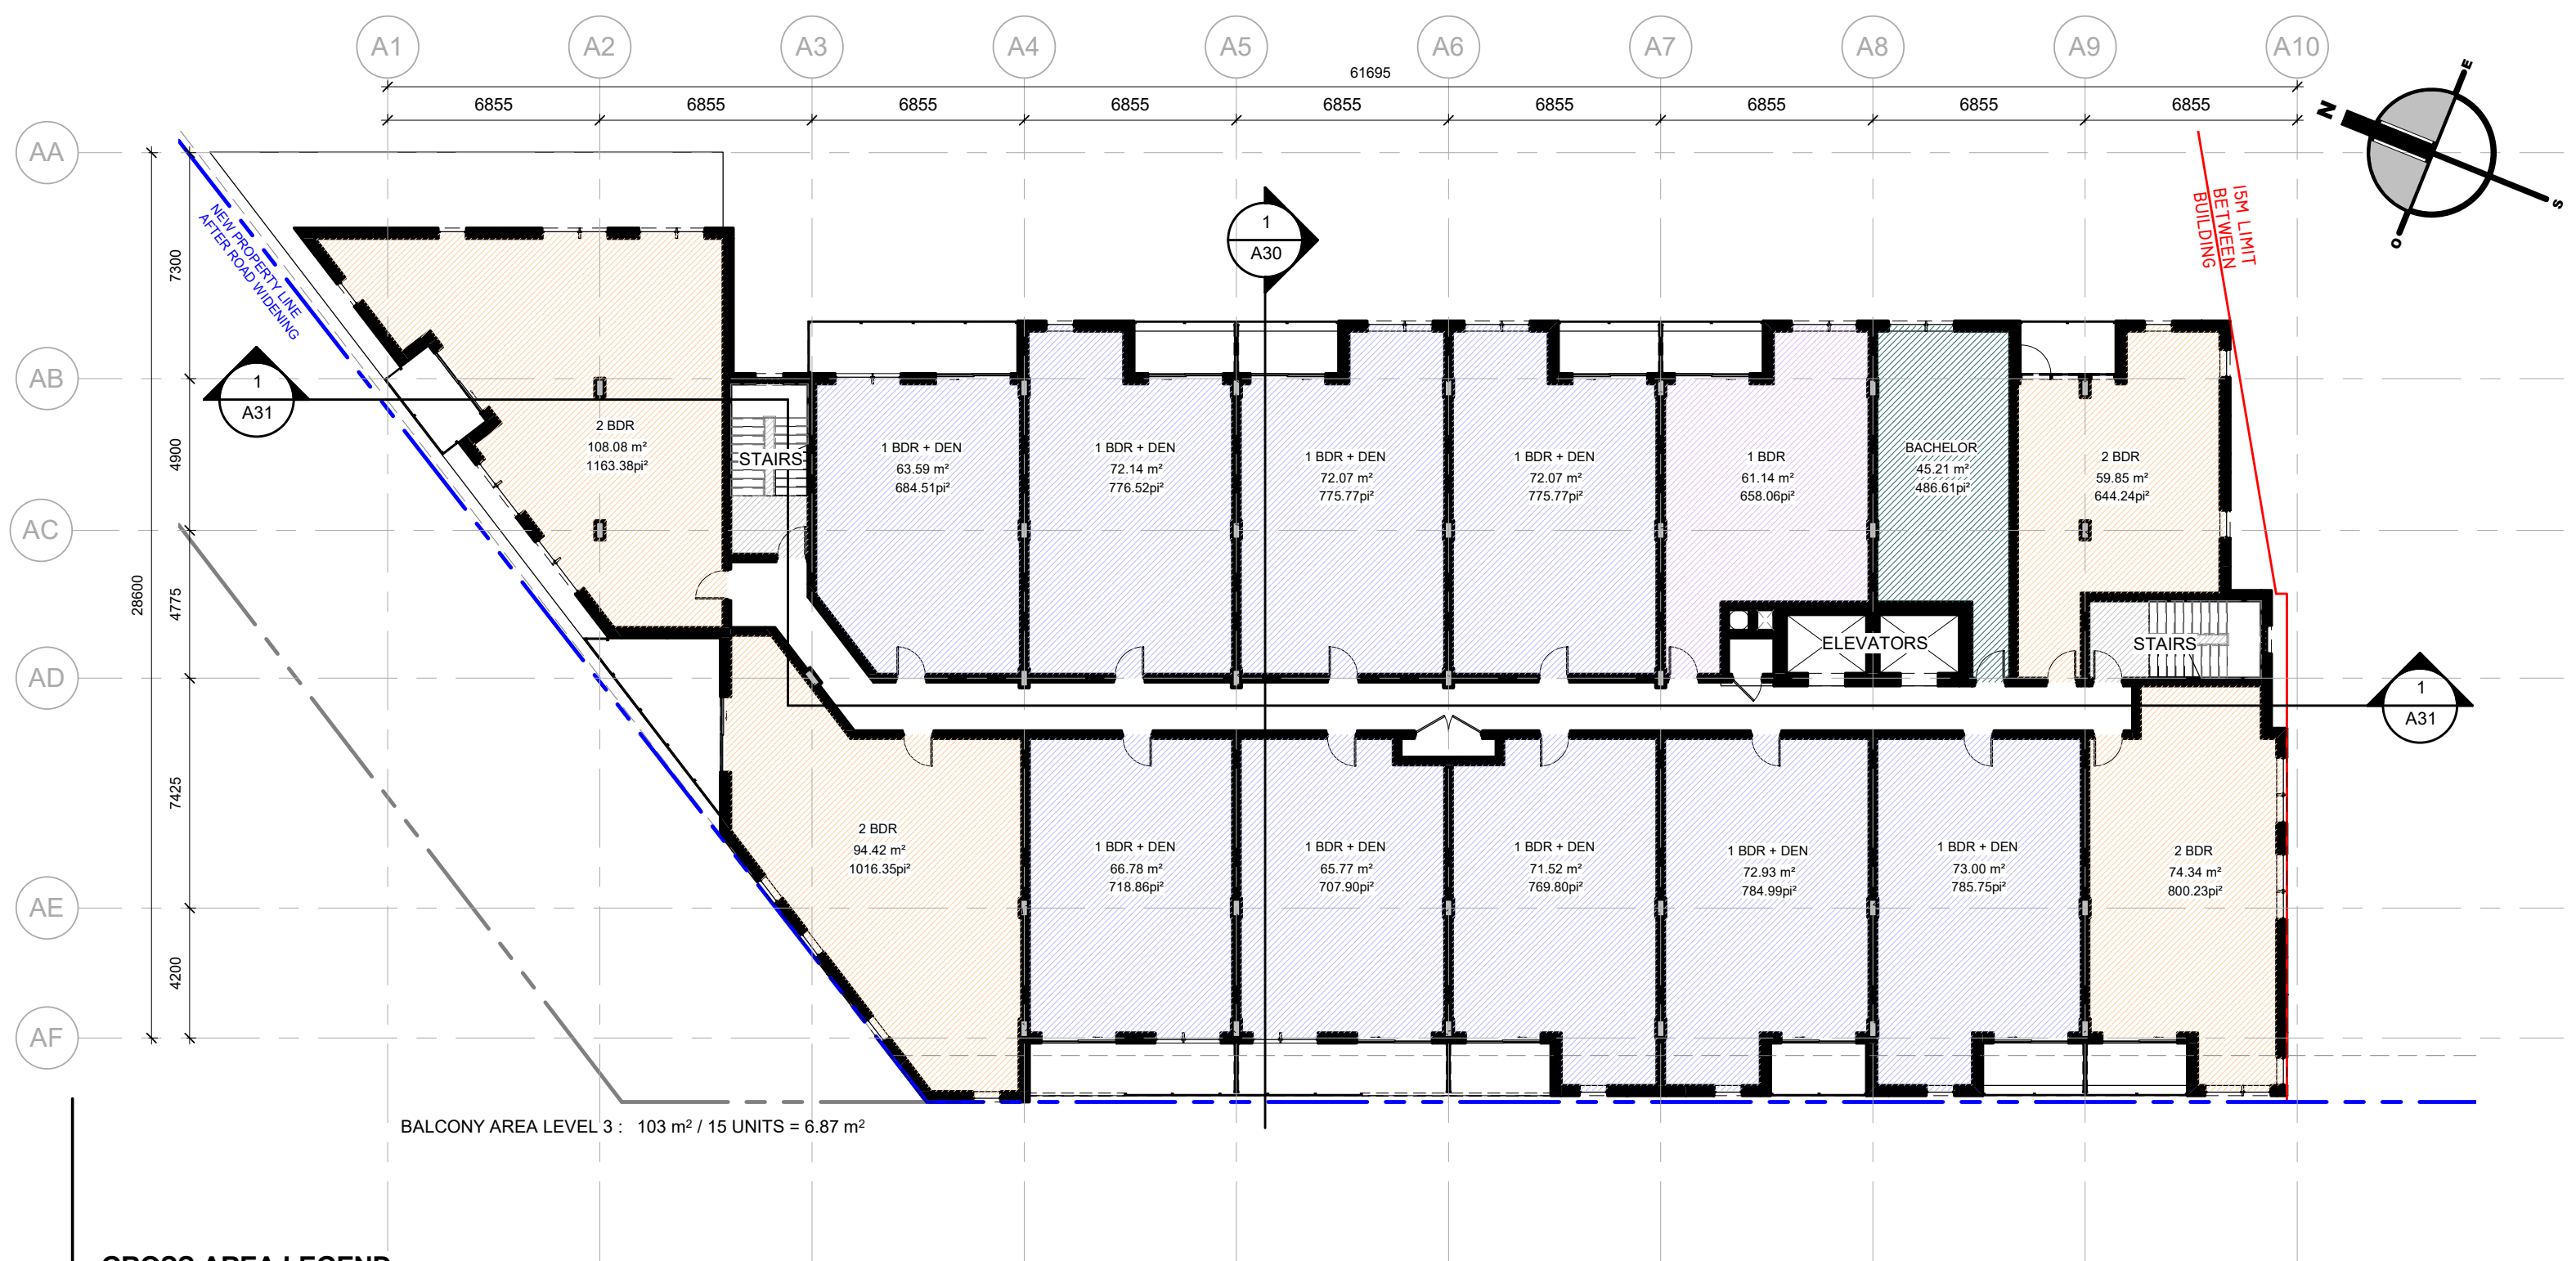 A1 A2 A3 A4 A5 A6 A7 A8 A9 A10
61695
6855 6855 6855 6855 6855 6855 6855 6855 6855
AA
AB
AC
AD
AE
AF
28600
7300
4900
4775
7425
4200
N
E
S
O
NEW PROPERTY LINE
AFTER ROAD WIDENING
15M LIMIT
BETWEEN
BUILDING
1
A30
1
A31
1
A31
2 BDR
108.08 m²
1163.38pi²
STAIRS
1 BDR + DEN
63.59 m²
684.51pi²
1 BDR + DEN
72.14 m²
776.52pi²
1 BDR + DEN
72.07 m²
775.77pi²
1 BDR + DEN
72.07 m²
775.77pi²
1 BDR
61.14 m²
658.06pi²
BACHELOR
45.21 m²
486.61pi²
2 BDR
59.85 m²
644.24pi²
ELEVATORS
STAIRS
2 BDR
94.42 m²
1016.35pi²
1 BDR + DEN
66.78 m²
718.86pi²
1 BDR + DEN
65.77 m²
707.90pi²
1 BDR + DEN
71.52 m²
769.80pi²
1 BDR + DEN
72.93 m²
784.99pi²
1 BDR + DEN
73.00 m²
785.75pi²
2 BDR
74.34 m²
800.23pi²
BALCONY AREA LEVEL 3 : 103 m² / 15 UNITS = 6.87 m²
GROSS AREA LEGEND